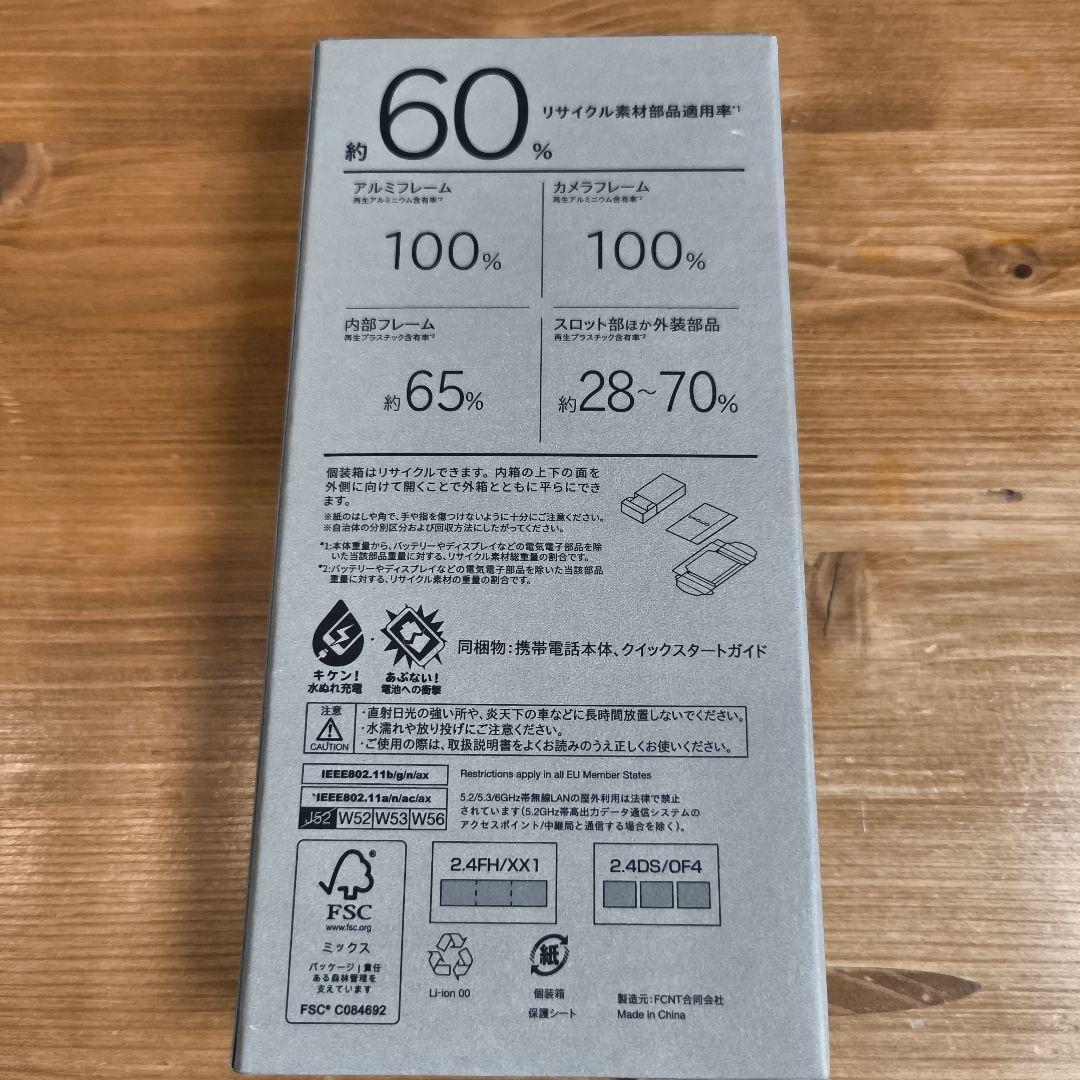 約60%
リサイクル素材部品適用率*1
アルミフレーム
再生アルミニウム含有率*2
100%
カメラフレーム
再生アルミニウム含有率*2
100%
内部フレーム
再生プラスチック含有率*2
約65%
スロット部ほか外装部品
再生プラスチック含有率*2
約28~70%
個装箱はリサイクルできます。内箱の上下の面を
外側に向けて開くことで外箱とともに平らにでき
ます。
※紙のはしや角で、手や指を傷つけないように十分にご注意ください。
※自治体の分別区分および回収方法にしたがってください。
*1:本体重量から、バッテリーやディスプレイなどの電気電子部品を除
いた当該部品重量に対する、リサイクル素材総重量の割合です。
*2:バッテリーやディスプレイなどの電気電子部品を除いた当該部品
重量に対する、リサイクル素材の重量の割合です。
キケン!
水ぬれ充電
あぶない!
電池への衝撃
同梱物:携帯電話本体、クイックスタートガイド
注意
CAUTION
・直射日光の強い所や、炎天下の車などに長時間放置しないでください。
・水濡れや放り投げにご注意ください。
・ご使用の際は、取扱説明書をよくお読みのうえ正しくお使いください。
IEEE802.11b/g/n/ax
IEEE802.11a/n/ac/ax
J52 W52 W53 W56
Restrictions apply in all EU Member States
5.2/5.3/6GHz帯無線LANの屋外利用は法律で禁止
されています(5.2GHz帯高出力データ通信システムの
アクセスポイント/中継局と通信する場合を除く)。
FSC
www.fsc.org
ミックス
パッケージ|責任
ある森林管理を
支えています
FSC® C084692
2.4FH/XX1
2.4DS/OF4
Li-ion 00
紙
個装箱
保護シート
製造元:FCNT合同会社
Made in China